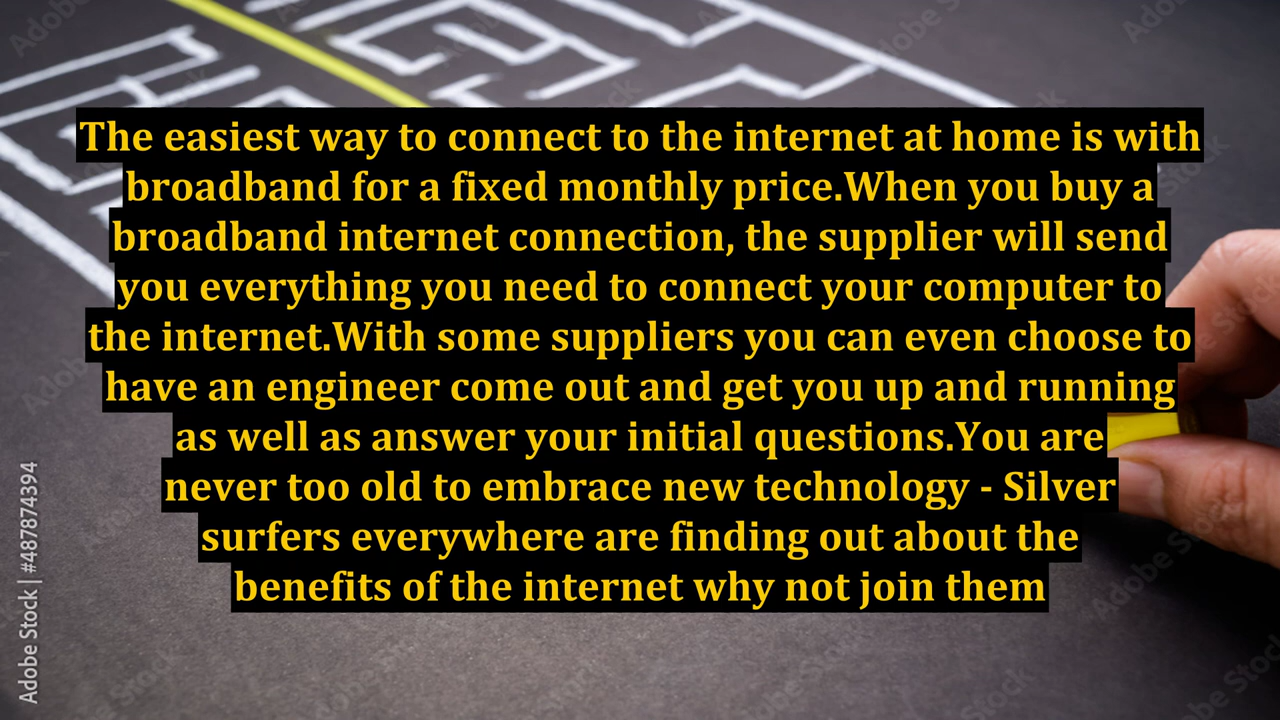 The easiest way to connect to the internet at home is with
broadband for a fixed monthly price.When you buy a
broadband internet connection, the supplier will send
you everything you need to connect your computer to
the internet.With some suppliers you can even choose to
have an engineer come out and get you up and running
as well as answer your initial questions.You are
never too old to embrace new technology - Silver
surfers everywhere are finding out about the
benefits of the internet why not join them
Adobe Stock | #487874394